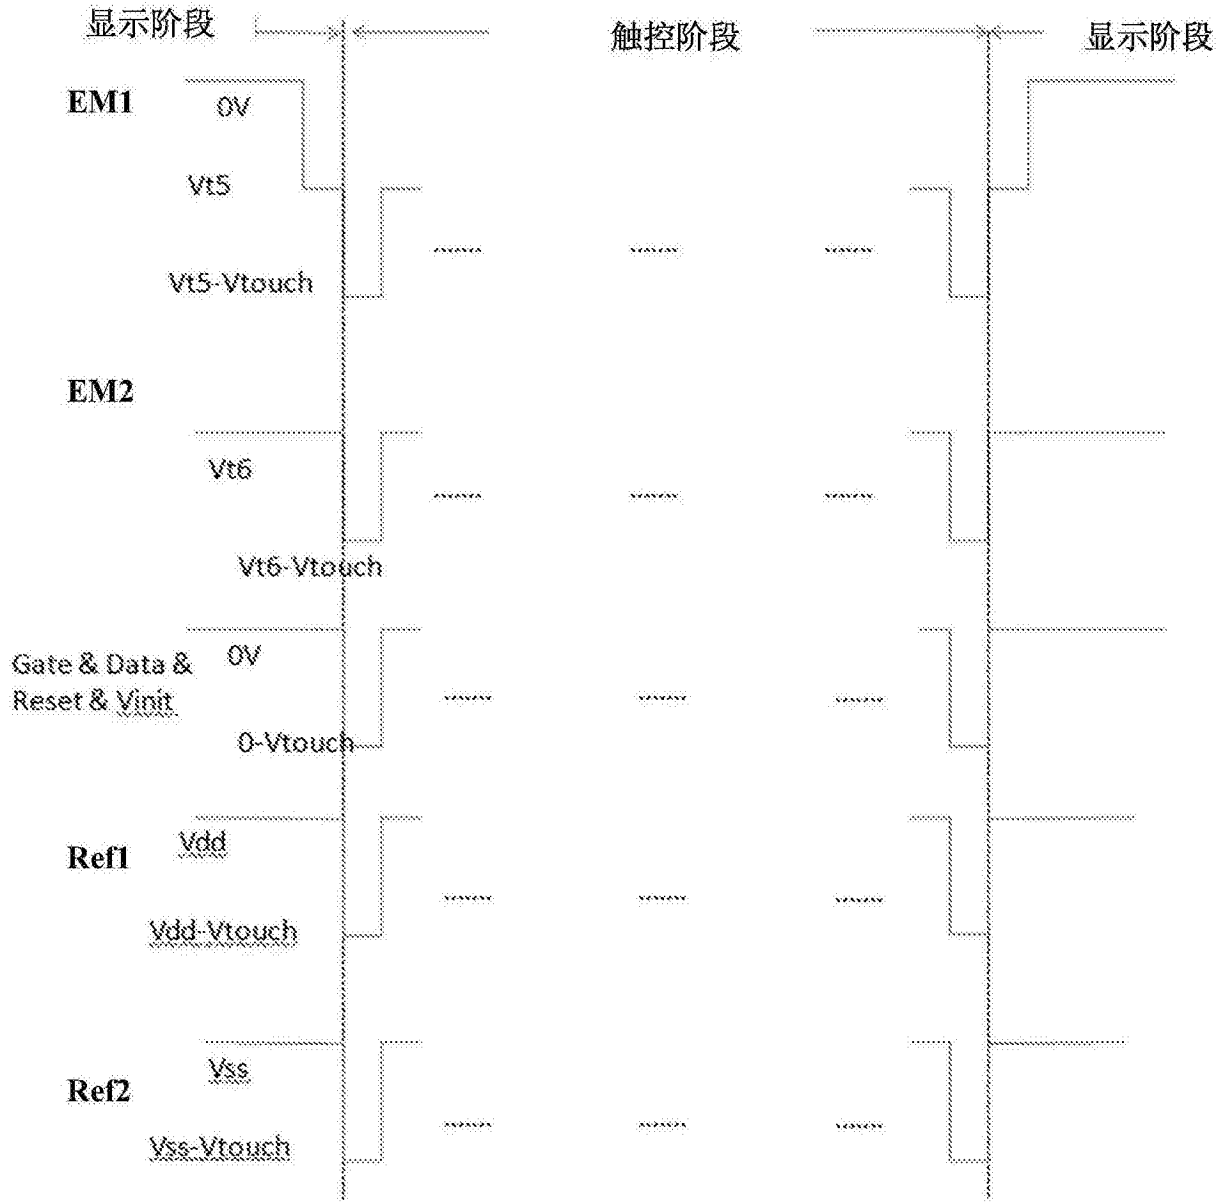 显示阶段 触控阶段 显示阶段
EM1 0V
Vt5
Vt5-Vtouch
EM2
Vt6
Vt6-Vtouch
Gate & Data & 0V
Reset & Vinit
0-Vtouch
Vdd
Ref1
Vdd-Vtouch
Vss
Ref2
Vss-Vtouch